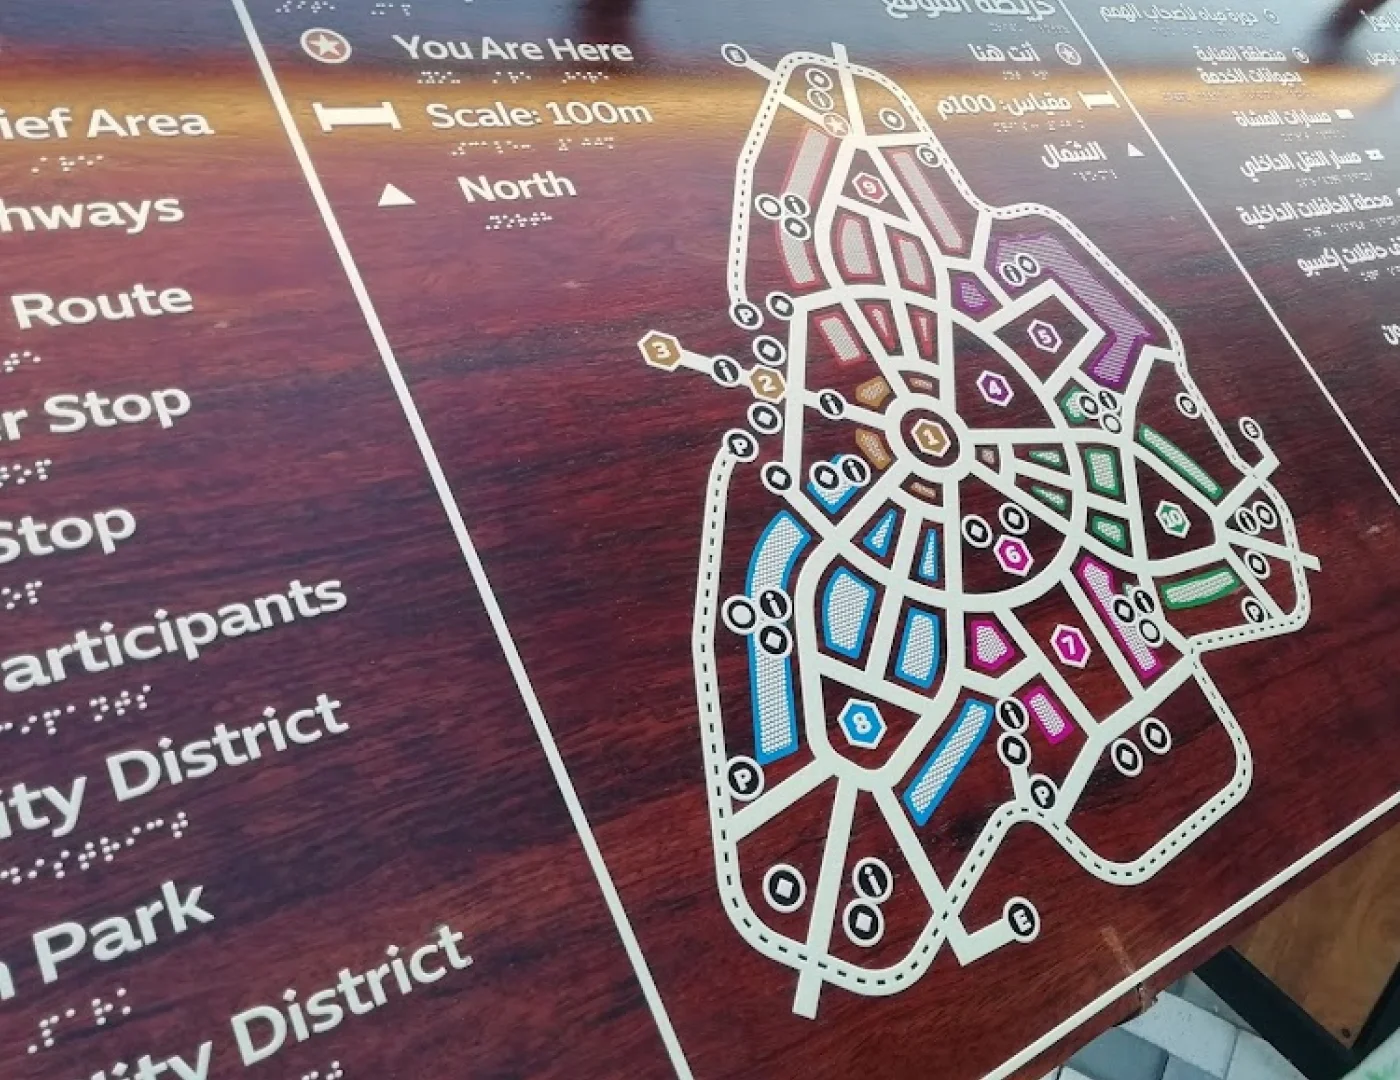 ief Area
hways
Route
r Stop
Stop
articipants
ity District
Park
lity District
You Are Here
Scale: 100m
North
خريطة الموقع
أنت هنا
مقياس: 100م
الشمال
دورة مياه لأصحاب الهمم
منطقة العناية
بحيوانات الخدمة
مسارات المشاة
مسار النقل الداخلي
محطة الحافلات الداخلية
حافلات إكسبو
E
P
9
i
P
P
3
i
2
i
1
5
4
i
P
E
P
i
6
10
i
i
7
i
P
8
i
P
P
i
E